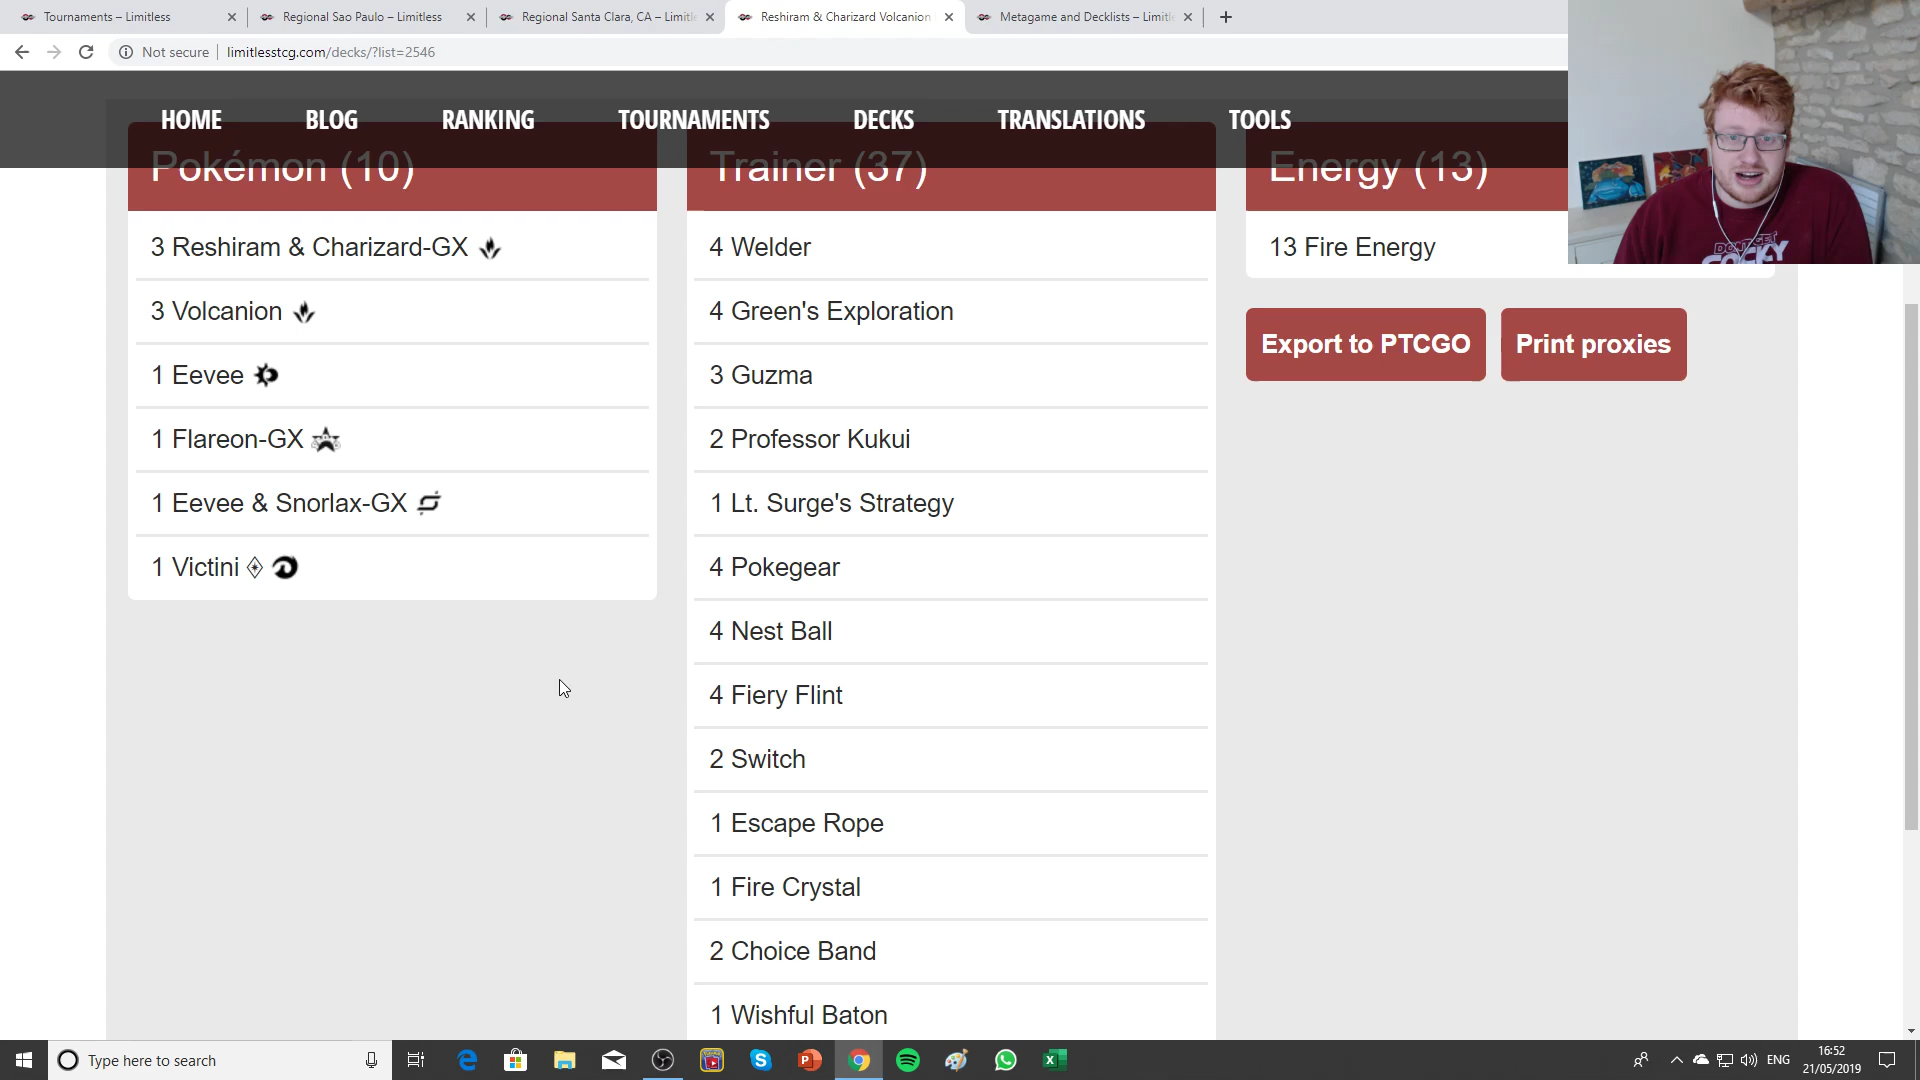 Tournaments – Limitless
Regional Sao Paulo – Limitless
Regional Santa Clara, CA – Limitl
Reshiram & Charizard Volcanion
Metagame and Decklists – Limitl
Not secure
limitlesstcg.com/decks/?list=2546
HOME
BLOG
RANKING
TOURNAMENTS
DECKS
TRANSLATIONS
TOOLS
Pokémon (10)
3 Reshiram & Charizard-GX
3 Volcanion
1 Eevee
1 Flareon-GX
1 Eevee & Snorlax-GX
1 Victini
Trainer (37)
4 Welder
4 Green's Exploration
3 Guzma
2 Professor Kukui
1 Lt. Surge's Strategy
4 Pokegear
4 Nest Ball
4 Fiery Flint
2 Switch
1 Escape Rope
1 Fire Crystal
2 Choice Band
1 Wishful Baton
Energy (13)
13 Fire Energy
Export to PTCGO
Print proxies
DON'T GET
COCKY
Type here to search
ENG
16:52
21/05/2019